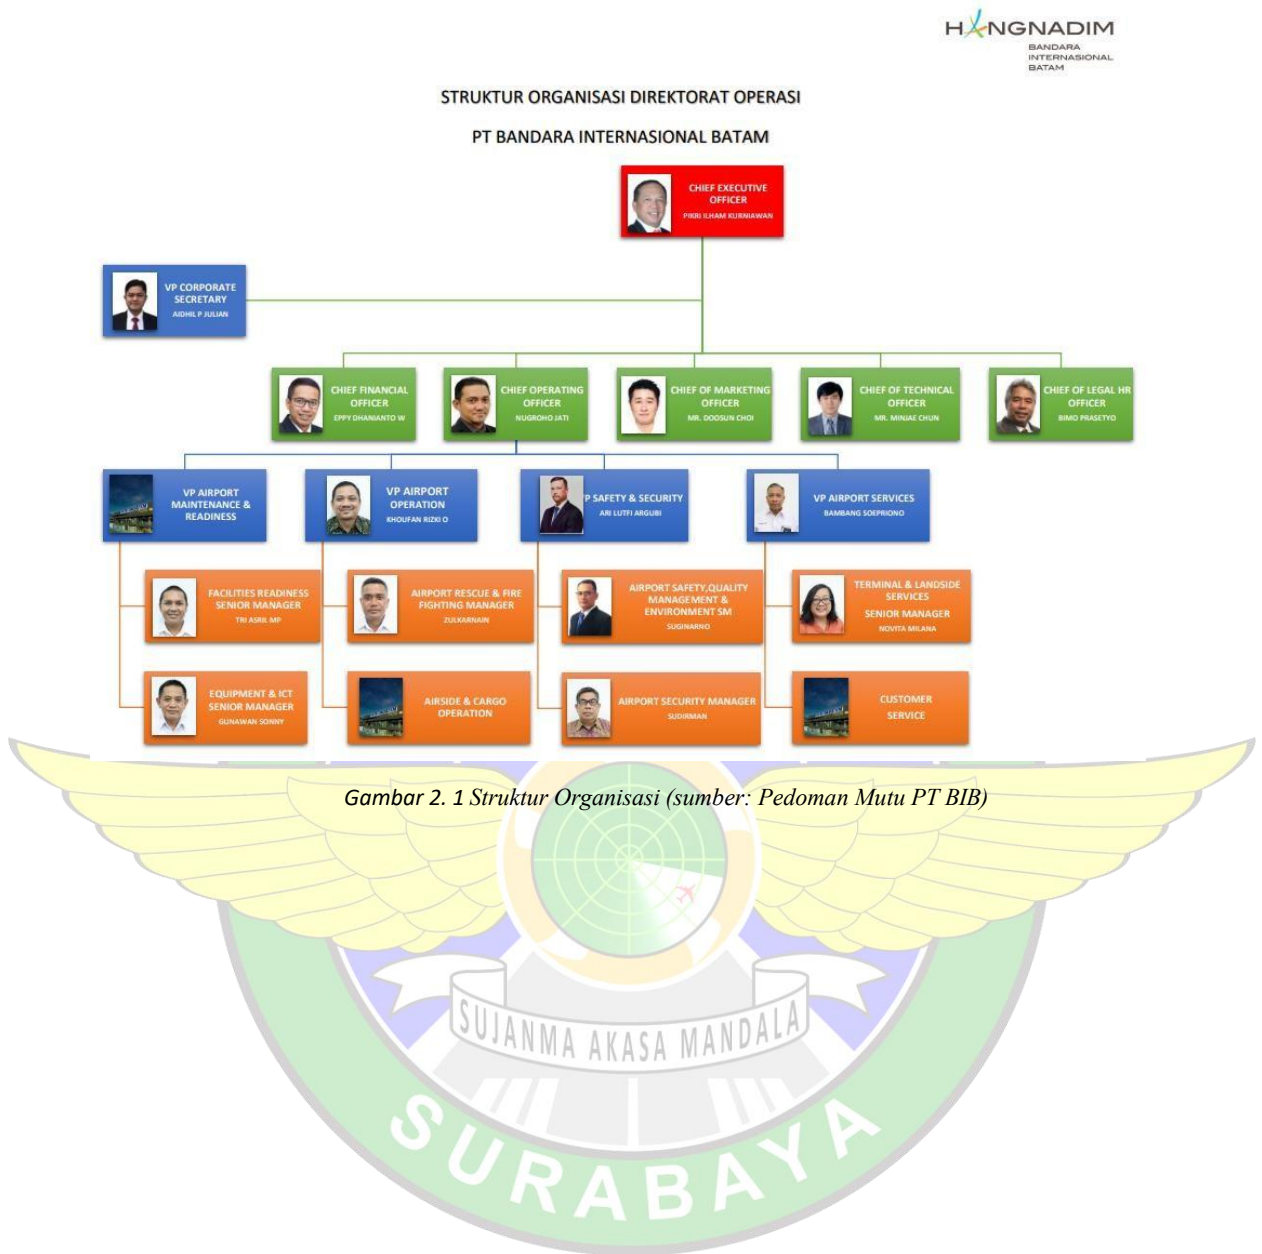 HANGNADIM
BANDARA
INTERNASIONAL
BATAM
STRUKTUR ORGANISASI DIREKTORAT OPERASI
PT BANDARA INTERNASIONAL BATAM
CHIEF EXECUTIVE
OFFICER
PIKRI ILHAM KURNIAWAN
VP CORPORATE
SECRETARY
AIDHIL P JULIAN
CHIEF FINANCIAL
OFFICER
EPPY DHANIANTO W
CHIEF OPERATING
OFFICER
NUGROHO JATI
CHIEF OF MARKETING
OFFICER
MR. DOOSUN CHOI
CHIEF OF TECHNICAL
OFFICER
MR. MINJAE CHUN
CHIEF OF LEGAL HR
OFFICER
BIMO PRASETYO
VP AIRPORT
MAINTENANCE &
READINESS
VP AIRPORT
OPERATION
KHOUFAN RIZKI O
P SAFETY & SECURITY
ARI LUTFI ARGUBI
VP AIRPORT SERVICES
BAMBANG SOEPRIONO
FACILITIES READINESS
SENIOR MANAGER
TRI ASRIL MP
AIRPORT RESCUE & FIRE
FIGHTING MANAGER
ZULKARNAIN
AIRPORT SAFETY,QUALITY
MANAGEMENT &
ENVIRONMENT SM
SUGINARNO
TERMINAL & LANDSIDE
SERVICES
SENIOR MANAGER
NOVITA MILANA
EQUIPMENT & ICT
SENIOR MANAGER
GUNAWAN SONNY
AIRSIDE & CARGO
OPERATION
AIRPORT SECURITY MANAGER
SUDIRMAN
CUSTOMER
SERVICE
Gambar 2. 1 Struktur Organisasi (sumber: Pedoman Mutu PT BIB)
SUJANMA AKASA MANDALA
SURABAYA